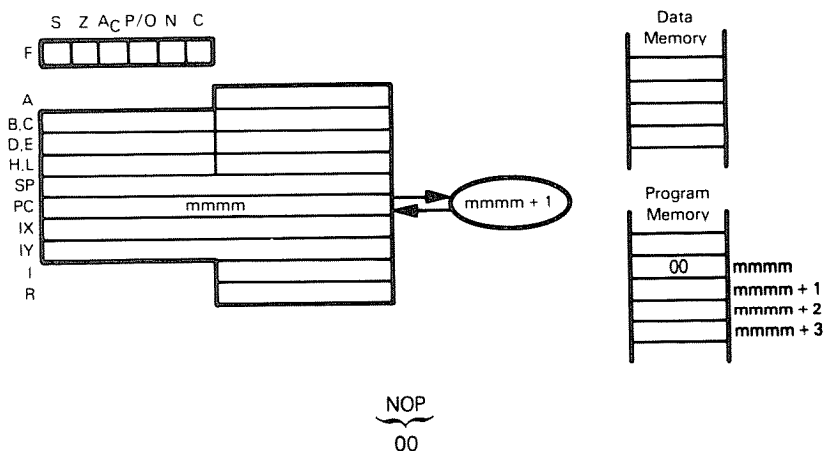 S Z AC P/O N C
F
A
B,C
D,E
H,L
SP
PC mmmm
IX
IY
I
R
mmmm + 1
Data
Memory
Program
Memory
00 mmmm
mmmm + 1
mmmm + 2
mmmm + 3
NOP
00